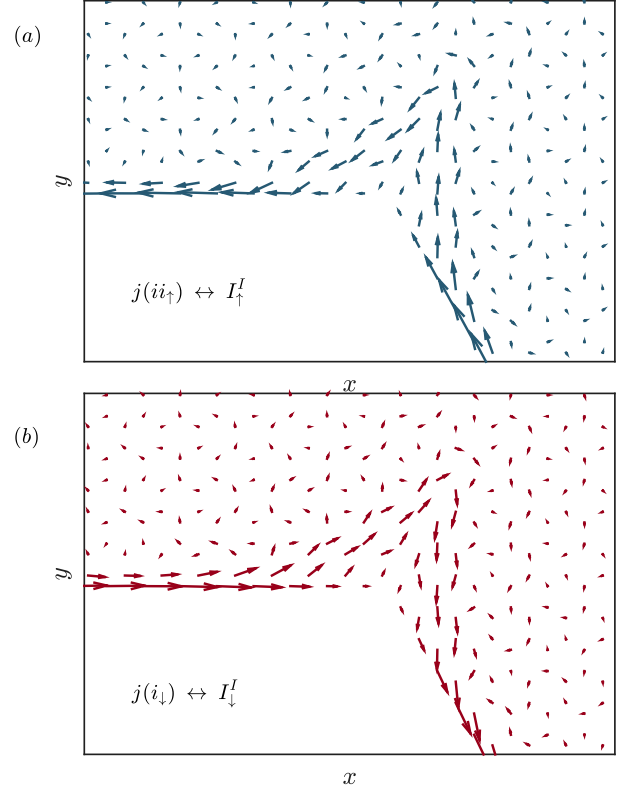 (a)
y
j(ii↑) ↔ I↑^I
x
(b)
y
j(i↓) ↔ I↓^I
x